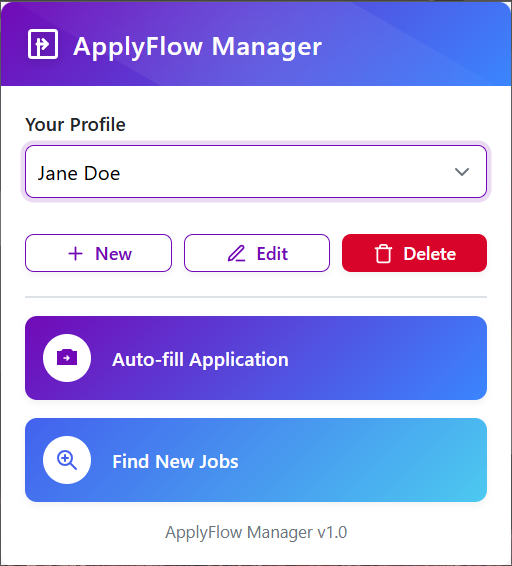 ApplyFlow Manager
Your Profile
Jane Doe
New
Edit
Delete
Auto-fill Application
Find New Jobs
ApplyFlow Manager v1.0